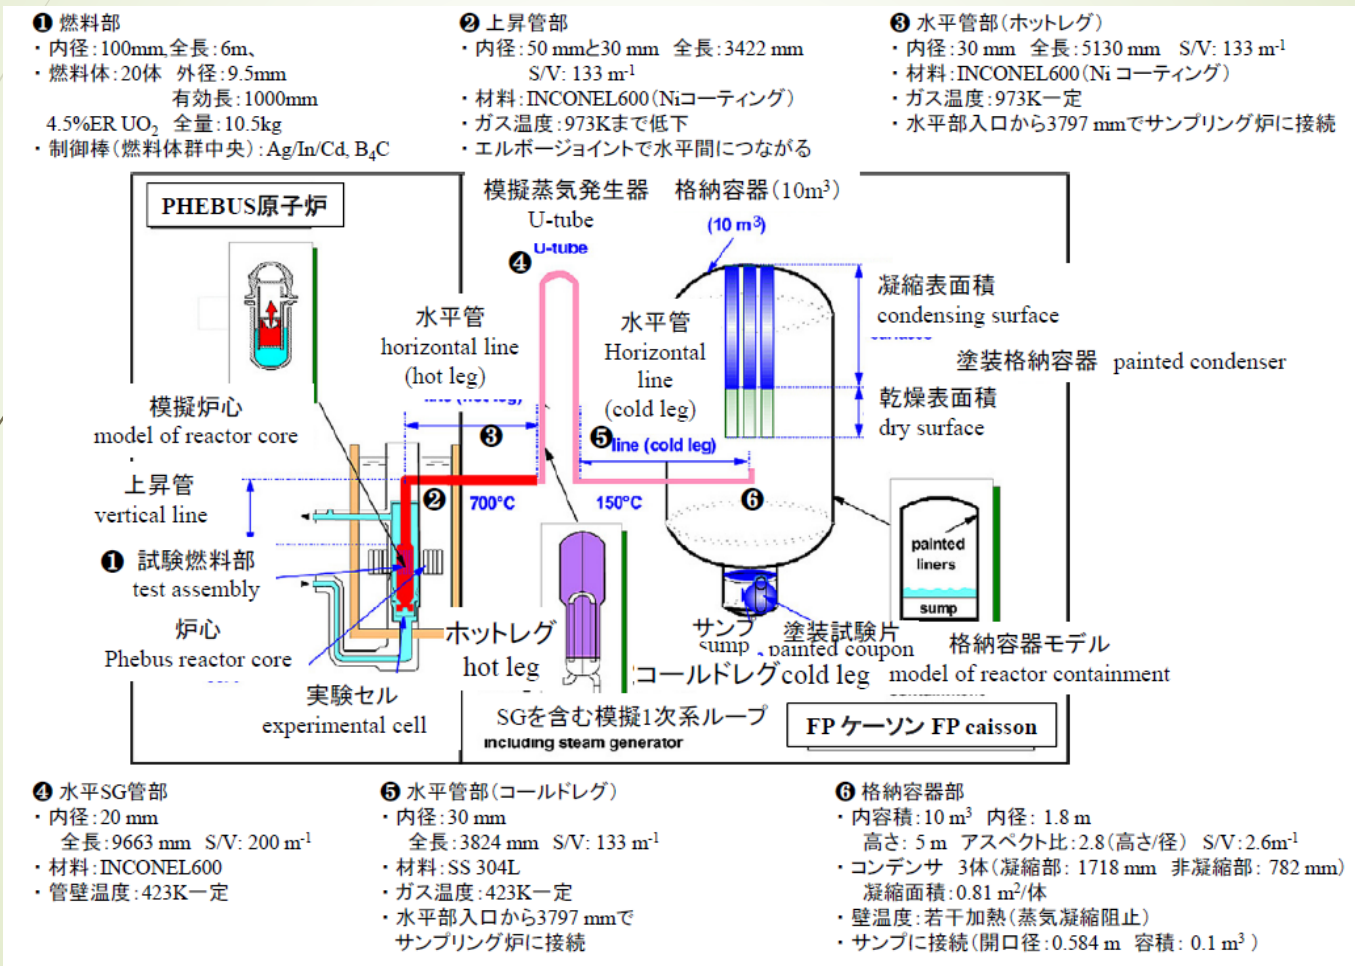 ❶ 燃料部
・内径：100mm,全長：6m、
・燃料体：20体 外径：9.5mm
有効長：1000mm
4.5%ER UO₂ 全量：10.5kg
・制御棒（燃料体群中央）：Ag/In/Cd, B₄C
❷ 上昇管部
・内径：50 mmと30 mm 全長：3422 mm
S/V: 133 m⁻¹
・材料：INCONEL600（Niコーティング）
・ガス温度：973Kまで低下
・エルボージョイントで水平間につながる
❸ 水平管部（ホットレグ）
・内径：30 mm 全長：5130 mm S/V: 133 m⁻¹
・材料：INCONEL600（Ni コーティング）
・ガス温度：973K一定
・水平部入口から3797 mmでサンプリング炉に接続
PHEBUS原子炉
模擬蒸気発生器
U-tube
U-tube
❹
格納容器（10m³）
(10 m³)
水平管
horizontal line
(hot leg)
❸
水平管
Horizontal
line
(cold leg)
❺
line (cold leg)
凝縮表面積
condensing surface
塗装格納容器 painted condenser
乾燥表面積
dry surface
模擬炉心
model of reactor core
上昇管
vertical line
❷
700°C
150°C
❻
❶ 試験燃料部
test assembly
炉心
Phebus reactor core
実験セル
experimental cell
ホットレグ
hot leg
painted
liners
sump
サンプ
sump
塗装試験片
painted coupon
コールドレグcold leg
格納容器モデル
model of reactor containment
SGを含む模擬1次系ループ
including steam generator
FP ケーソン FP caisson
❹ 水平SG管部
・内径：20 mm
全長：9663 mm S/V: 200 m⁻¹
・材料：INCONEL600
・管壁温度：423K一定
❺ 水平管部（コールドレグ）
・内径：30 mm
全長：3824 mm S/V: 133 m⁻¹
・材料：SS 304L
・ガス温度：423K一定
・水平部入口から3797 mmで
サンプリング炉に接続
❻ 格納容器部
・内容積：10 m³ 内径： 1.8 m
高さ： 5 m アスペクト比：2.8（高さ/径） S/V：2.6m⁻¹
・コンデンサ 3体（凝縮部： 1718 mm 非凝縮部： 782 mm）
凝縮面積：0.81 m²/体
・壁温度：若干加熱（蒸気凝縮阻止）
・サンプに接続（開口径：0.584 m 容積： 0.1 m³ ）